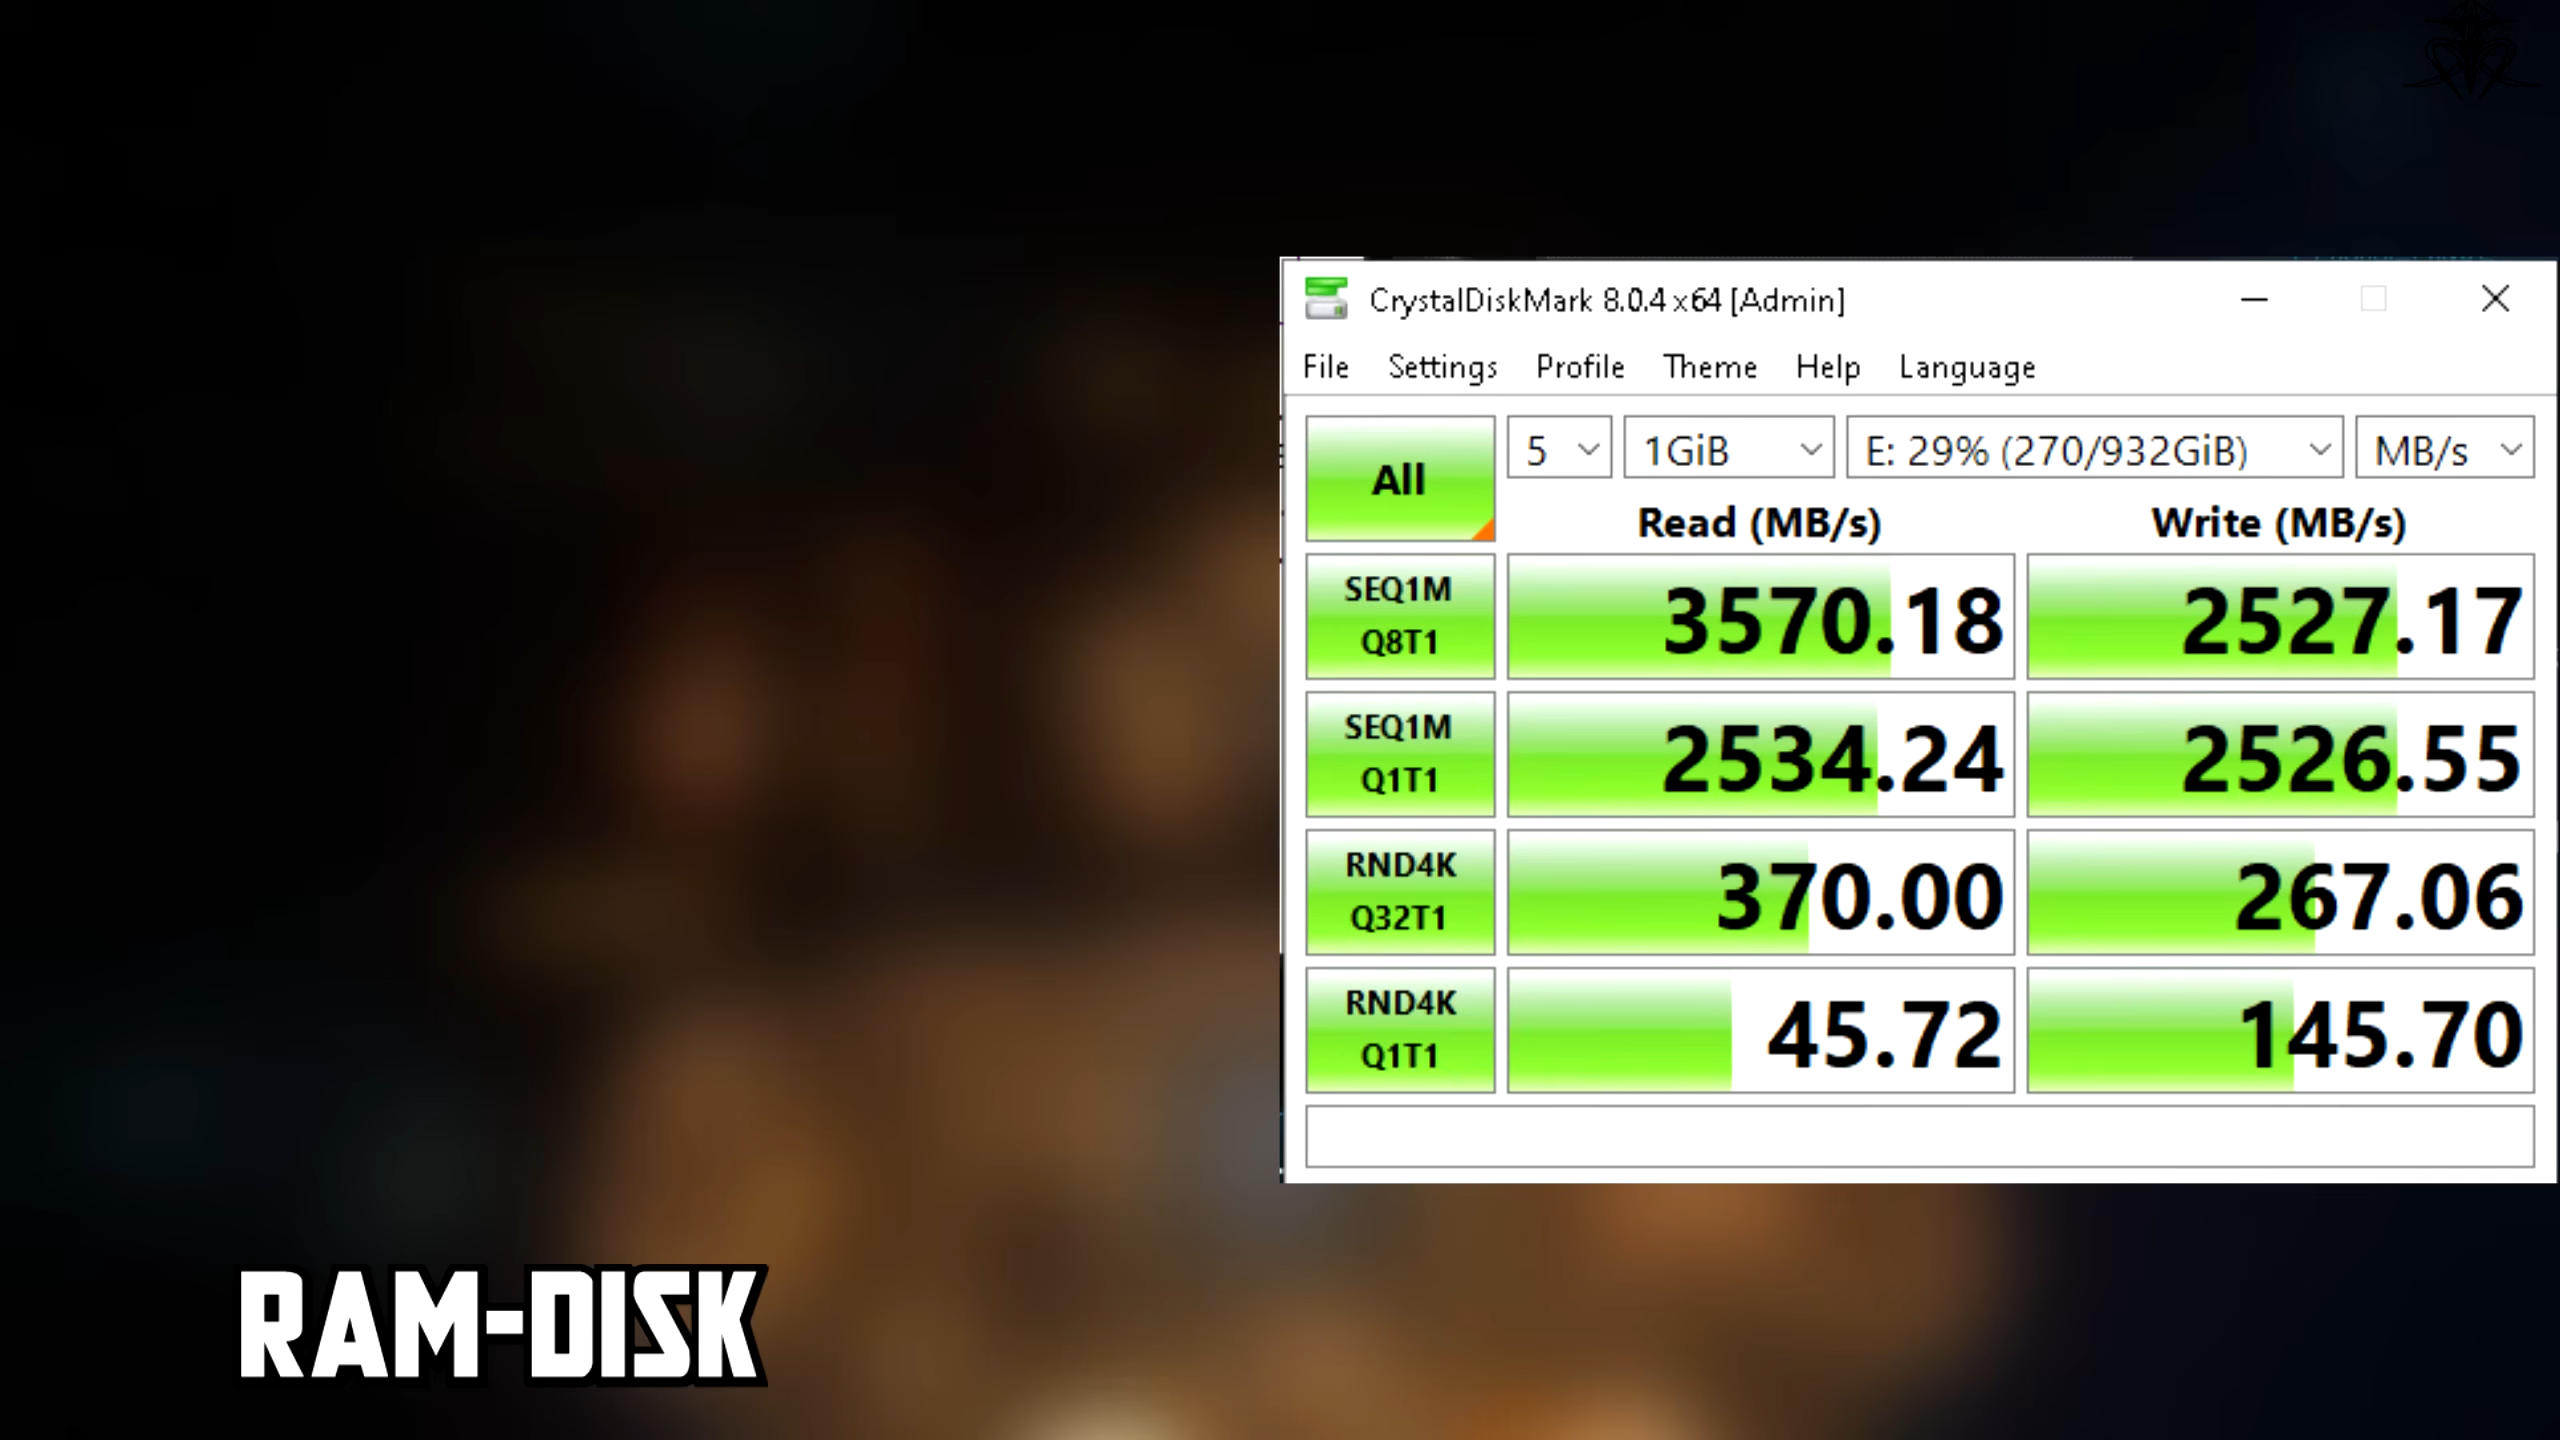 CrystalDiskMark 8.0.4 x64 [Admin]
File Settings Profile Theme Help Language
All 5 1GiB E: 29% (270/932GiB) MB/s
Read (MB/s) Write (MB/s)
SEQ1M
Q8T1
3570.18 2527.17
SEQ1M
Q1T1
2534.24 2526.55
RND4K
Q32T1
370.00 267.06
RND4K
Q1T1
45.72 145.70
RAM-DISK